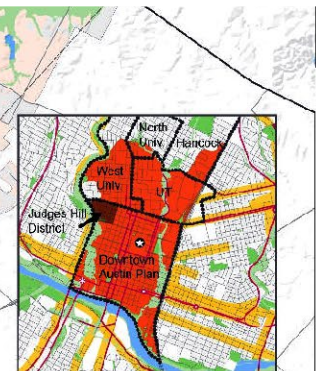 North
Univ.
Hancock
West
Univ.
UT
Judges Hill
District
Downtown
Austin Plan